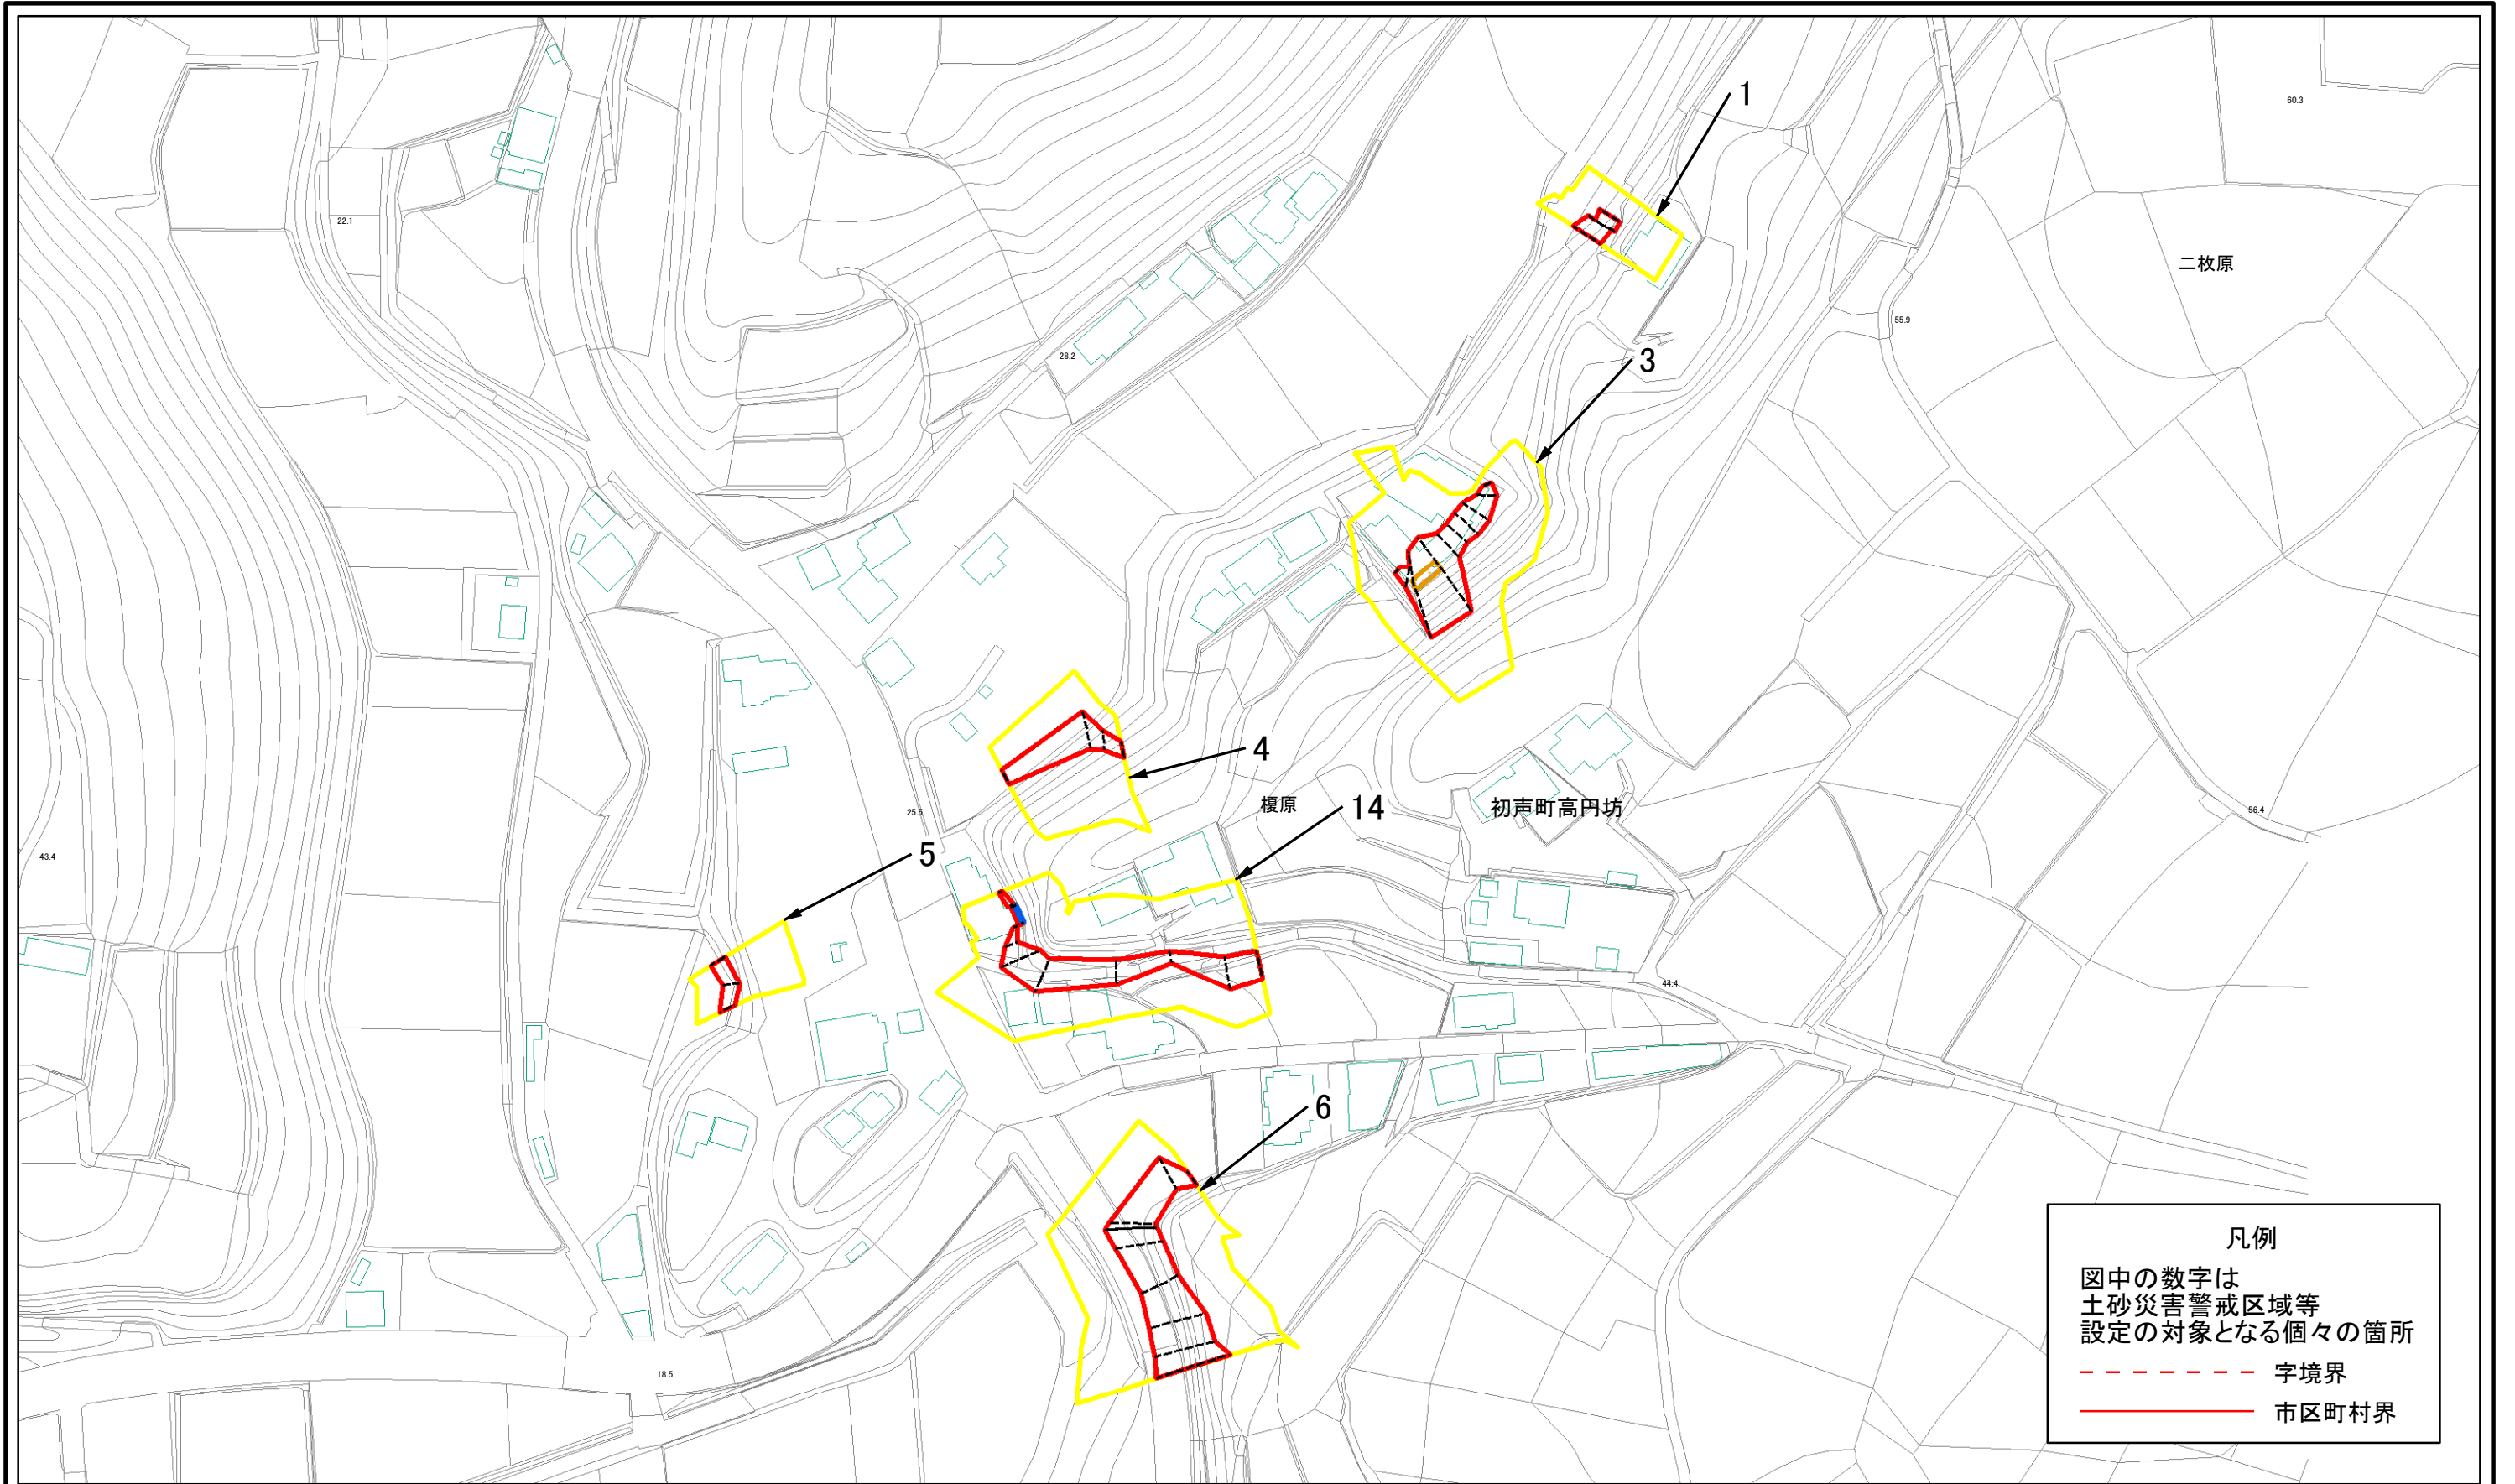 1
60.3
22.1
二枚原
55.9
28.2
3
4
榎原
14
初声町高円坊
25.5
56.4
5
43.4
44.4
6
18.5
凡例
図中の数字は
土砂災害警戒区域等
設定の対象となる個々の箇所
字境界
市区町村界